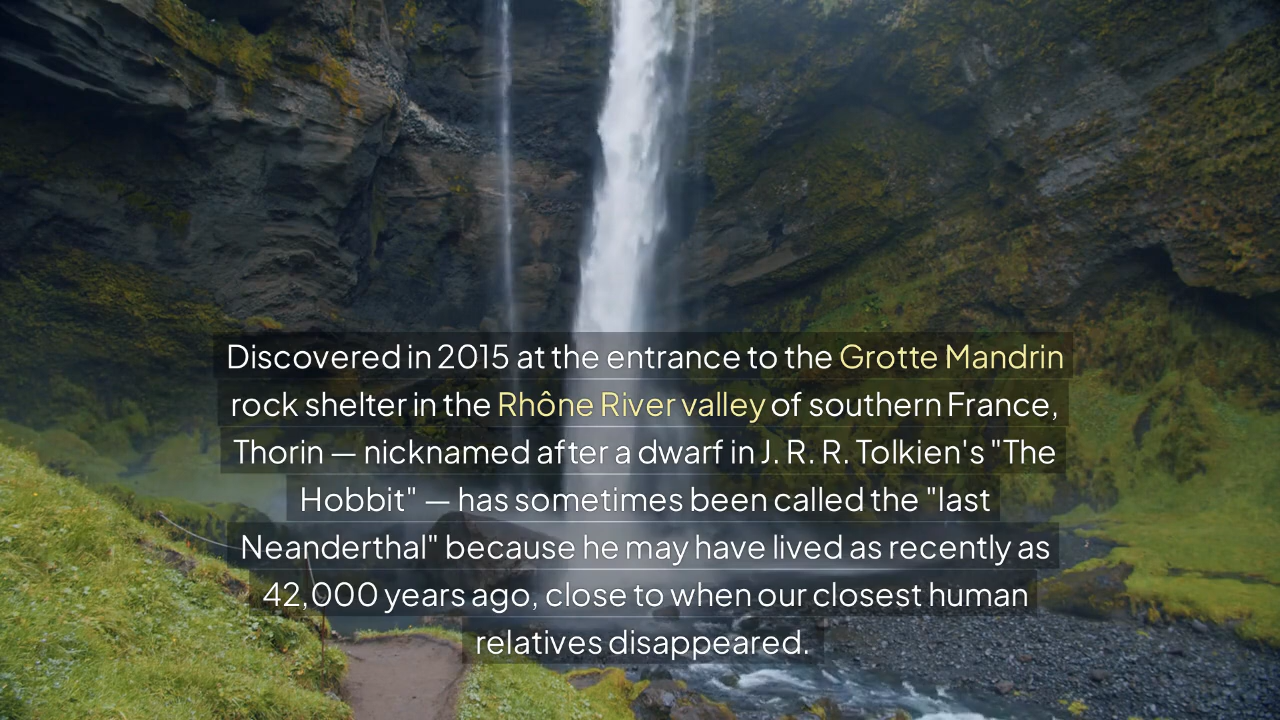 Discovered in 2015 at the entrance to the Grotte Mandrin
rock shelter in the Rhône River valley of southern France,
Thorin — nicknamed after a dwarf in J. R. R. Tolkien's "The
Hobbit" — has sometimes been called the "last
Neanderthal" because he may have lived as recently as
42,000 years ago, close to when our closest human
relatives disappeared.